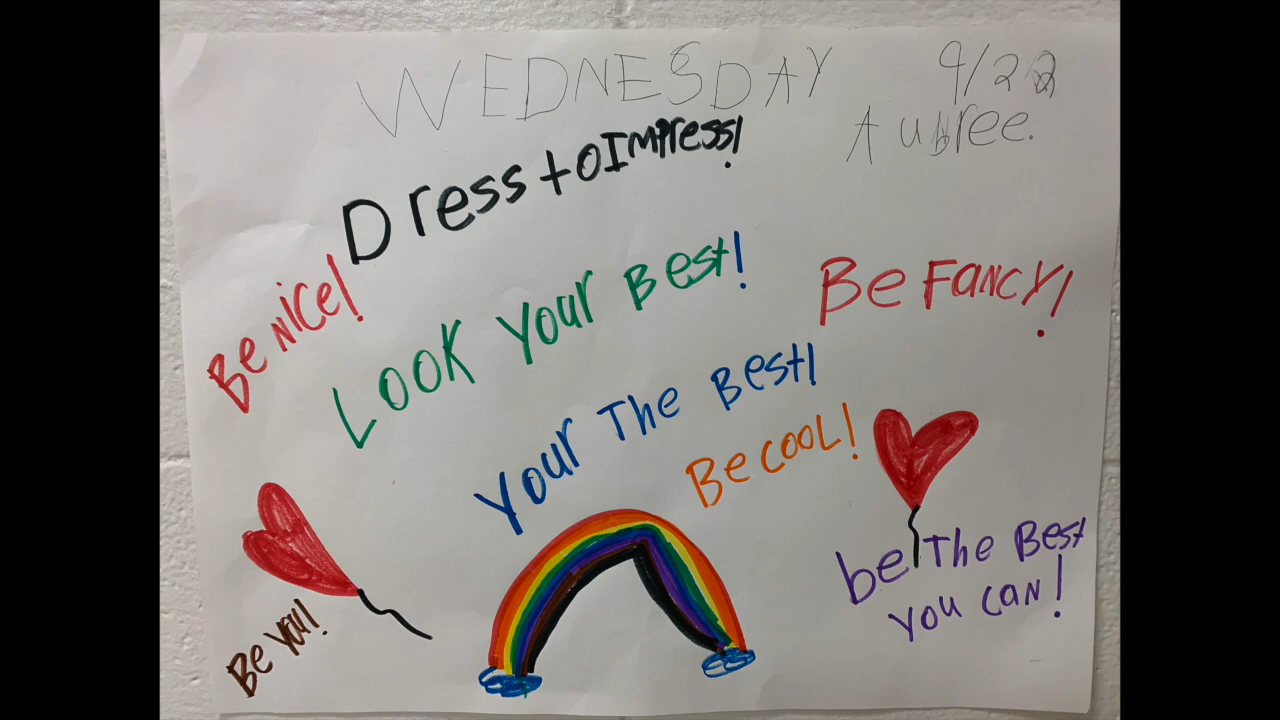 WEDNESDAY 9/22
Aubree.
Dress to Impress!
Be nice!
LOOK Your Best!
Be Fancy!
Your The Best!
Be cool!
be The Best
you can!
Be You!